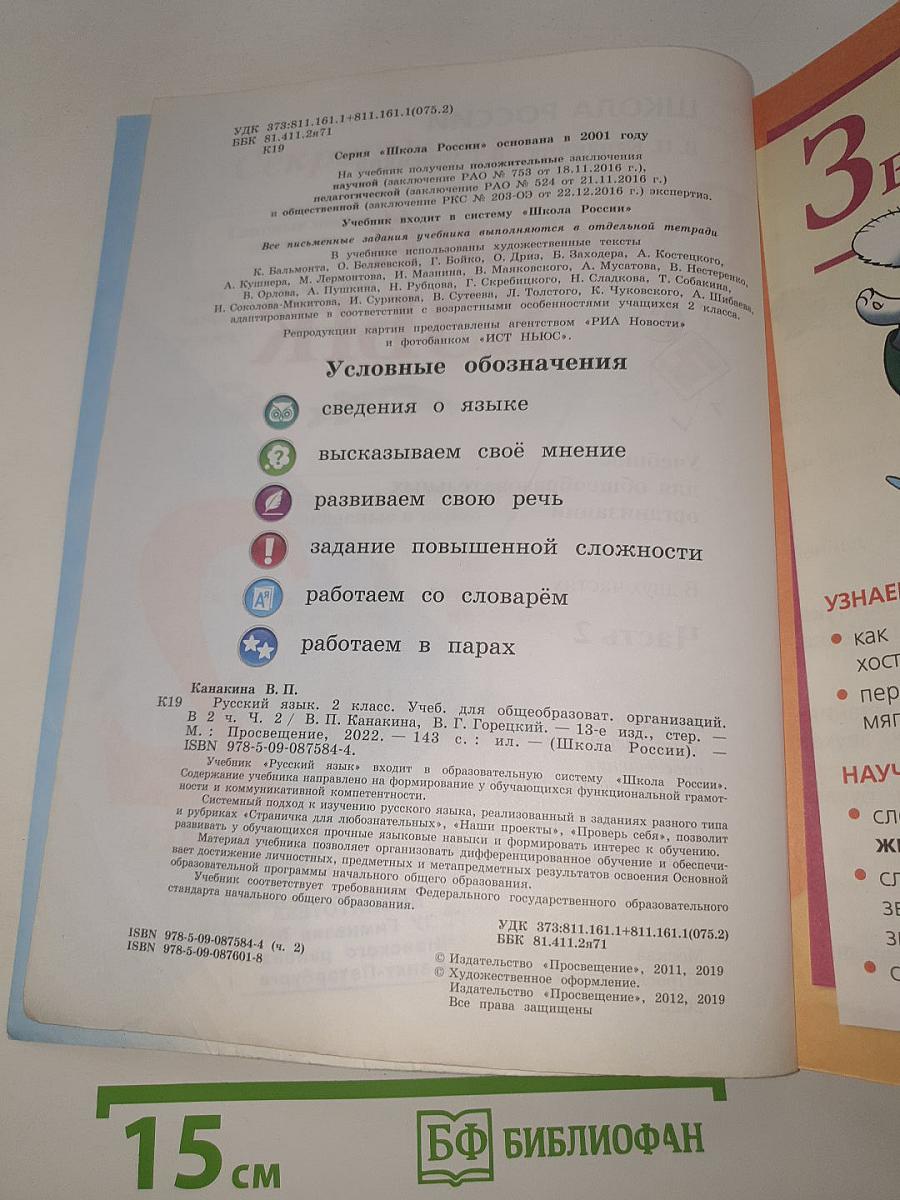 УДК 373:811.161.1+811.161.1(075.2)
ББК 81.411.2я71
К19
Серия «Школа России» основана в 2001 году
На учебник получены положительные заключения
научной (заключение РАО № 753 от 18.11.2016 г.),
педагогической (заключение РАО № 524 от 21.11.2016 г.)
и общественной (заключение РКС № 203-ОЭ от 22.12.2016 г.) экспертиз.
Учебник входит в систему «Школа России»
Все письменные задания учебника выполняются в отдельной тетради
В учебнике использованы художественные тексты
К. Бальмонта, О. Беляевской, Г. Бойко, О. Дриз, Б. Заходера, А. Костецкого,
А. Кушнера, М. Лермонтова, И. Мазнина, В. Маяковского, А. Мусатова, В. Нестеренко,
В. Орлова, А. Пушкина, Н. Рубцова, Г. Скребицкого, Н. Сладкова, Т. Собакина,
И. Соколова-Микитова, И. Сурикова, В. Сутеева, Л. Толстого, К. Чуковского, А. Шибаева,
адаптированные в соответствии с возрастными особенностями учащихся 2 класса.
Репродукции картин предоставлены агентством «РИА Новости»
и фотобанком «ИСТ НЬЮС».
Условные обозначения
сведения о языке
высказываем своё мнение
развиваем свою речь
задание повышенной сложности
работаем со словарём
работаем в парах
Канакина В. П.
К19 Русский язык. 2 класс. Учеб. для общеобразоват. организаций.
В 2 ч. Ч. 2 / В. П. Канакина, В. Г. Горецкий. — 13-е изд., стер. —
М. : Просвещение, 2022. — 143 с. : ил. — (Школа России). —
ISBN 978-5-09-087584-4.
Учебник «Русский язык» входит в образовательную систему «Школа России».
Содержание учебника направлено на формирование у обучающихся функциональной грамот-
ности и коммуникативной компетентности.
Системный подход к изучению русского языка, реализованный в заданиях разного типа
и рубриках «Страничка для любознательных», «Наши проекты», «Проверь себя», позволит
развивать у обучающихся прочные языковые навыки и формировать интерес к обучению.
Материал учебника позволяет организовать дифференцированное обучение и обеспечи-
вает достижение личностных, предметных и метапредметных результатов освоения Основной
образовательной программы начального общего образования.
Учебник соответствует требованиям Федерального государственного образовательного
стандарта начального общего образования.
УДК 373:811.161.1+811.161.1(075.2)
ББК 81.411.2я71
ISBN 978-5-09-087584-4 (ч. 2)
ISBN 978-5-09-087601-8
© Издательство «Просвещение», 2011, 2019
© Художественное оформление.
Издательство «Просвещение», 2012, 2019
Все права защищены
УЗНАЕ
• как
хост
• пер
мяг
НАУЧ
• сло
жи
• сл
зв
зн
• с
15 см
БФ БИБЛИОФАН